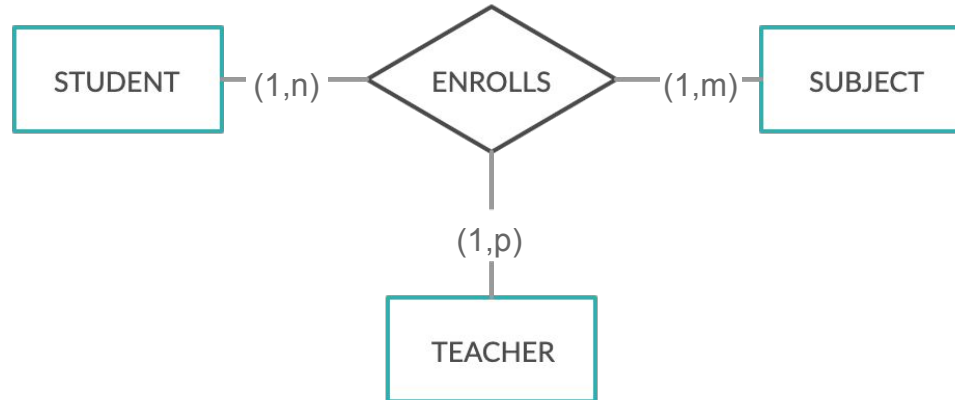 STUDENT (1,n) ENROLLS (1,m) SUBJECT
(1,p)
TEACHER